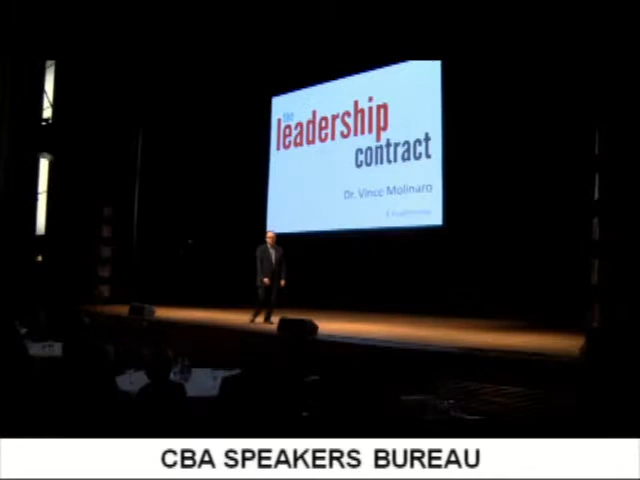 the
leadership
contract
Dr. Vince Molinaro
CBA SPEAKERS BUREAU